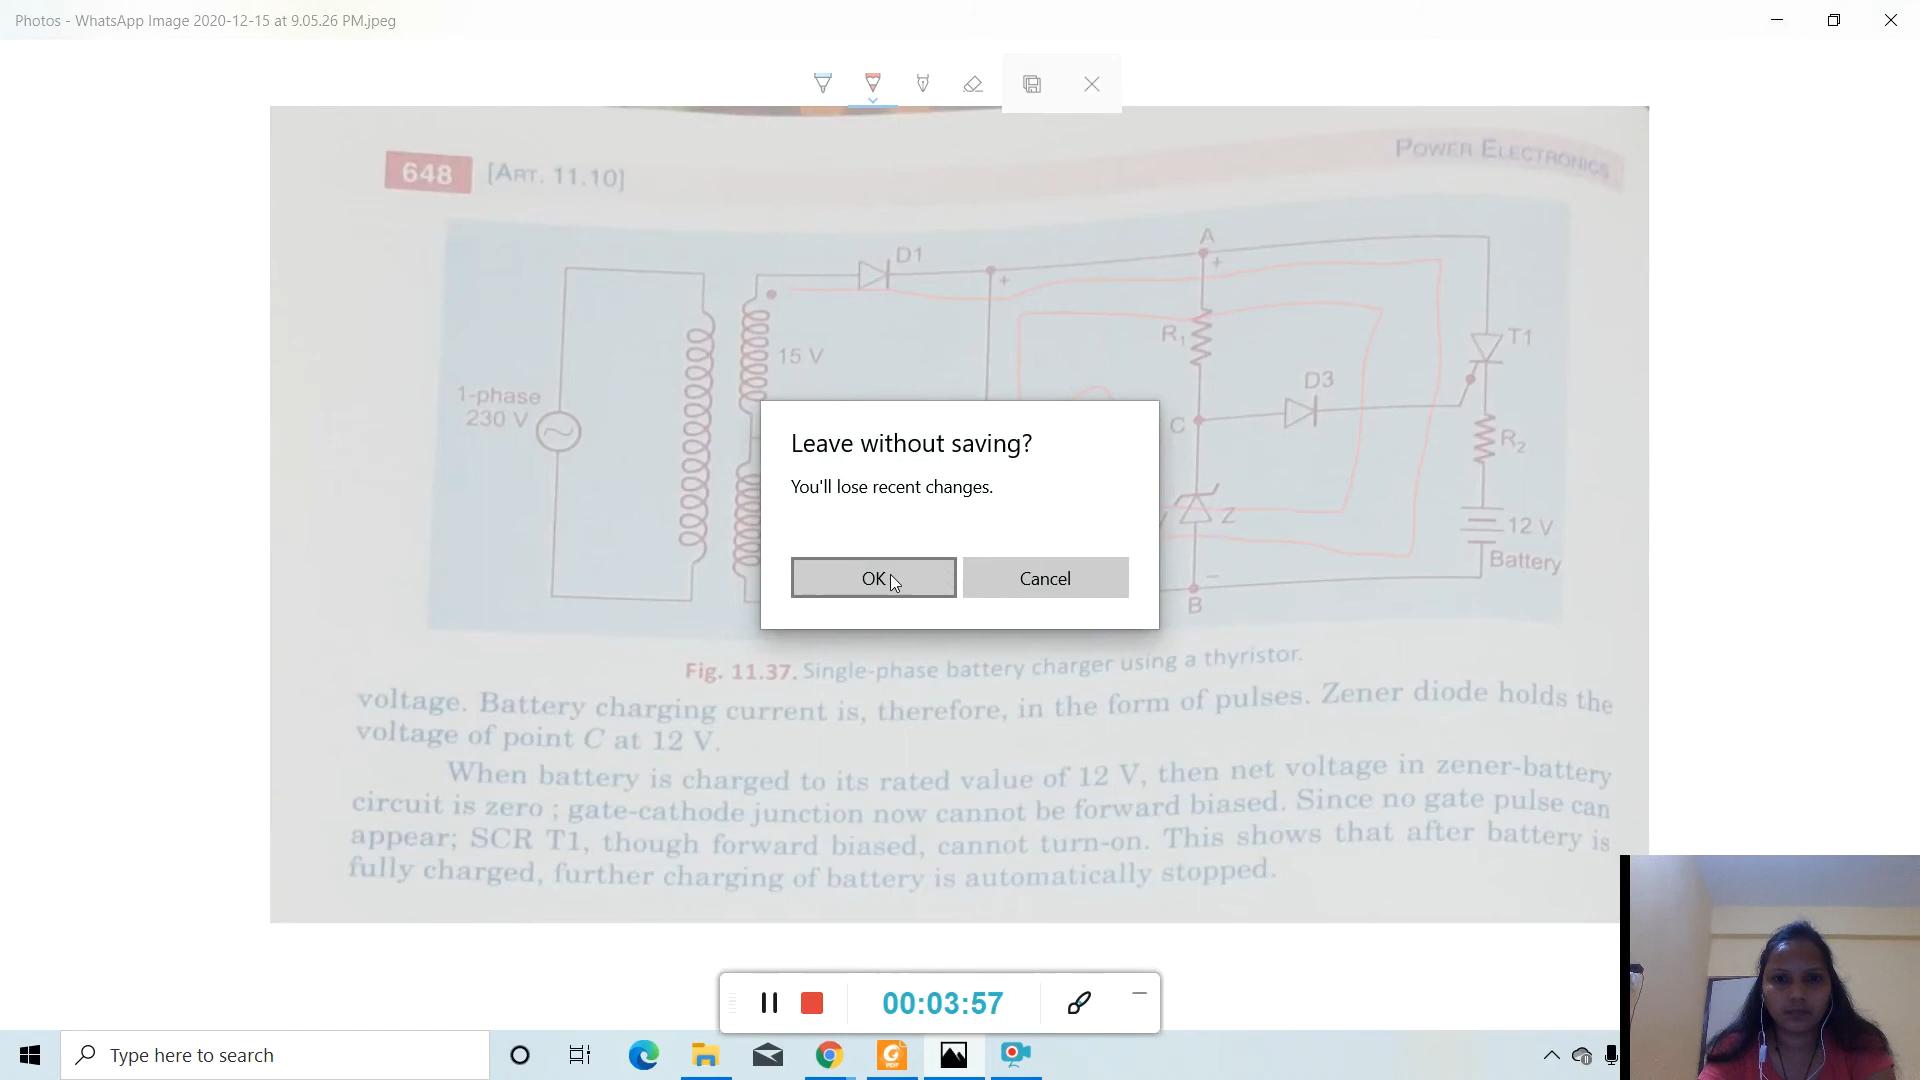 Photos - WhatsApp Image 2020-12-15 at 9.05.26 PM.jpeg
648 [ART. 11.10]
POWER ELECTRONICS
A
D1
+
+
R1
T1
15 V
D3
1-phase
230 V
C
R2
Z
12 V
Battery
–
B
Leave without saving?
You'll lose recent changes.
OK
Cancel
Fig. 11.37. Single-phase battery charger using a thyristor.
voltage. Battery charging current is, therefore, in the form of pulses. Zener diode holds the
voltage of point C at 12 V.
When battery is charged to its rated value of 12 V, then net voltage in zener-battery
circuit is zero ; gate-cathode junction now cannot be forward biased. Since no gate pulse can
appear; SCR T1, though forward biased, cannot turn-on. This shows that after battery is
fully charged, further charging of battery is automatically stopped.
00:03:57
Type here to search
PDF